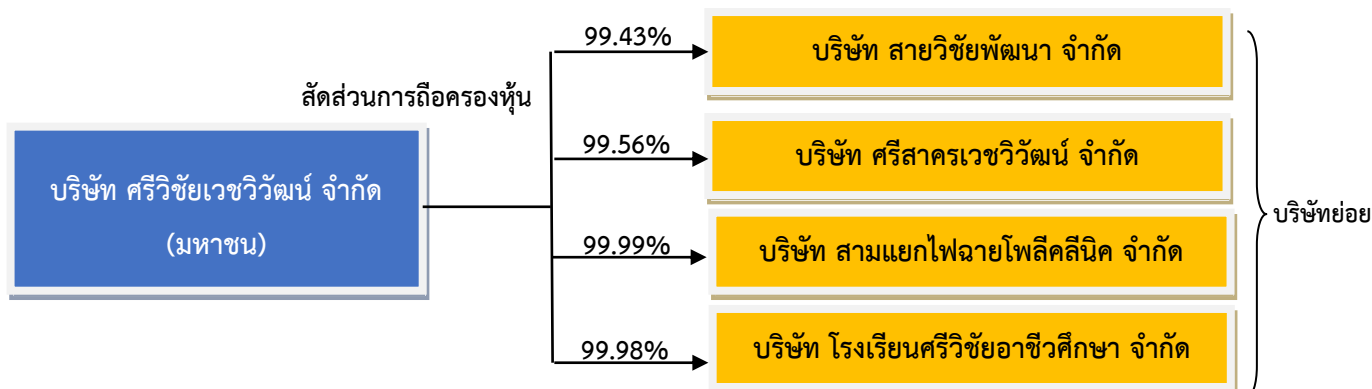 สัดส่วนการถือครองหุ้น
บริษัท ศรีวิชัยเวชวิวัฒน์ จำกัด
(มหาชน)
99.43%
บริษัท สายวิชัยพัฒนา จำกัด
99.56%
บริษัท ศรีสาครเวชวิวัฒน์ จำกัด
99.99%
บริษัท สามแยกไฟฉายโพลีคลีนิค จำกัด
99.98%
บริษัท โรงเรียนศรีวิชัยอาชีวศึกษา จำกัด
บริษัทย่อย